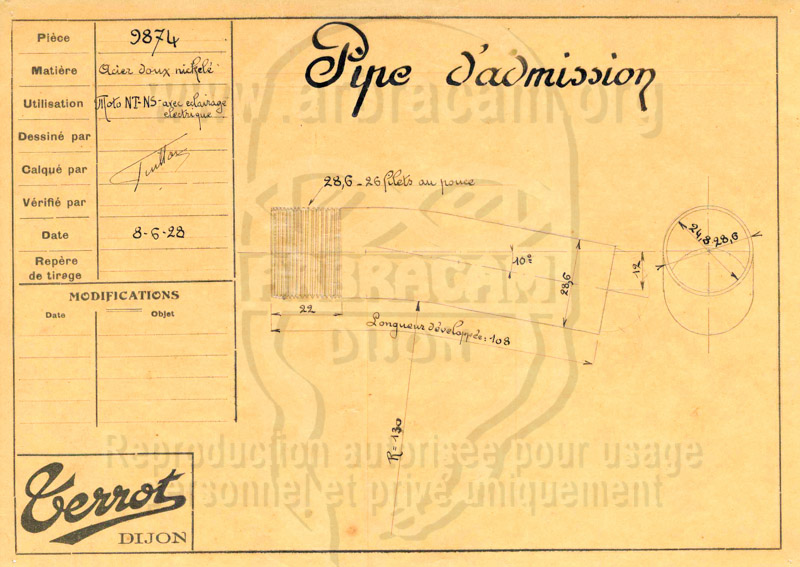 Pièce 9874
Matière Acier doux nickelé
Utilisation Moto NT-NS-avec eclairage
électrique
Dessiné par
Calqué par
Vérifié par
Date 8-6-28
Repère
de tirage
MODIFICATIONS
Date Objet
Pipe d'admission
www.abracam.org
28,6 - 26 filets au pouce
10°
28,6
12
24,8-28,6
22
Longueur développée: 108
R=130
ABRACAM
DIJON
Reproduction autorisée pour usage
personnel et privé uniquement
Terrot
DIJON